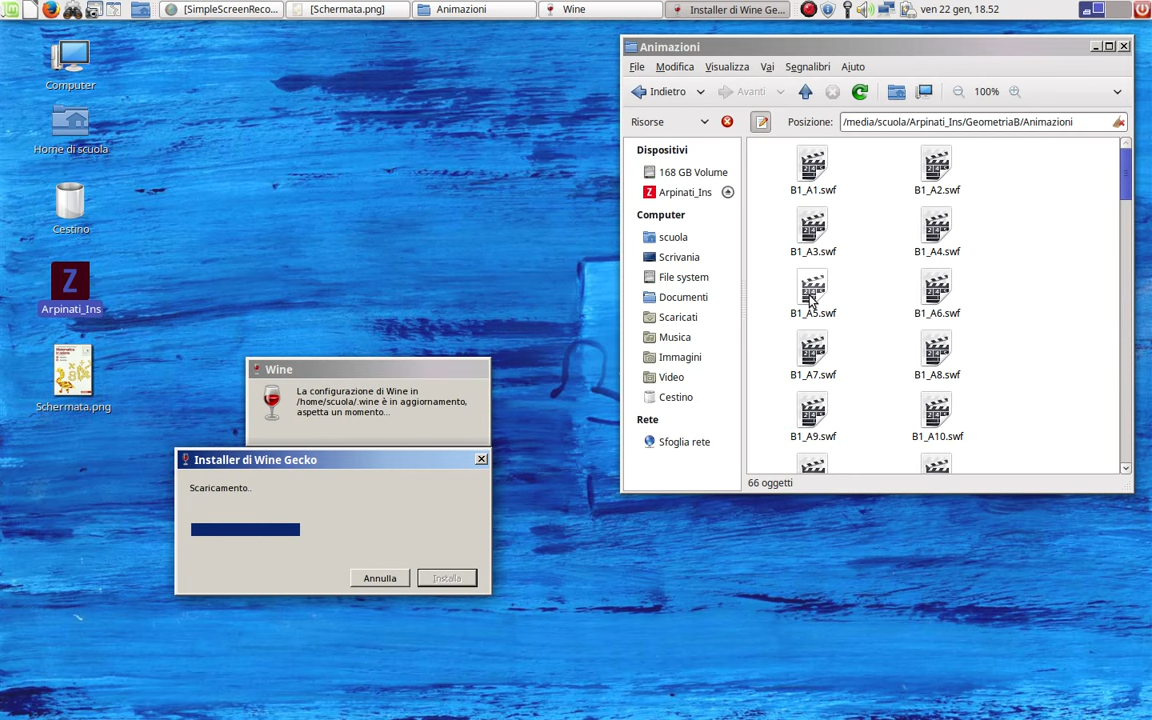 [SimpleScreenReco...
[Schermata.png]
Animazioni
Wine
Installer di Wine Ge...
ven 22 gen, 18.52
Computer
Home di scuola
Cestino
Z
Arpinati_Ins
Schermata.png
Animazioni
File Modifica Visualizza Vai Segnalibri Aiuto
Indietro Avanti 100%
Risorse Posizione: /media/scuola/Arpinati_Ins/GeometriaB/Animazioni
Dispositivi
168 GB Volume
Z Arpinati_Ins
Computer
scuola
Scrivania
File system
Documenti
Scaricati
Musica
Immagini
Video
Cestino
Rete
Sfoglia rete
B1_A1.swf B1_A2.swf
B1_A3.swf B1_A4.swf
B1_A5.swf B1_A6.swf
B1_A7.swf B1_A8.swf
B1_A9.swf B1_A10.swf
66 oggetti
Wine
La configurazione di Wine in
/home/scuola/.wine è in aggiornamento,
aspetta un momento...
Installer di Wine Gecko
Scaricamento..
Annulla Installa